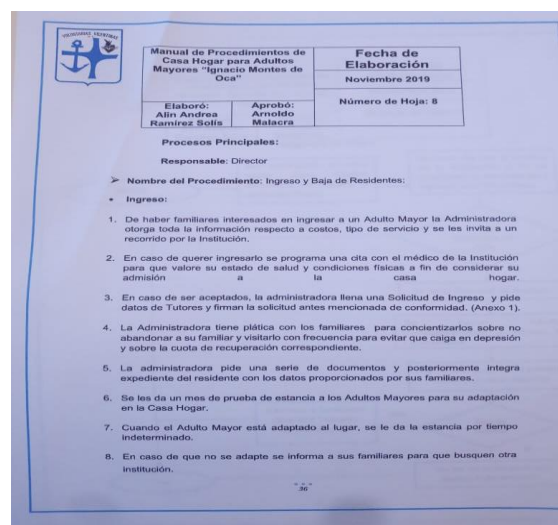 VOLUNTARIAS VICENTINAS
Manual de Procedimientos de
Casa Hogar para Adultos
Mayores "Ignacio Montes de
Oca"
Fecha de
Elaboración
Noviembre 2019
Elaboró:
Alin Andrea
Ramírez Solís
Aprobó:
Arnoldo
Malacra
Número de Hoja: 8
Procesos Principales:
Responsable: Director
➢ Nombre del Procedimiento: Ingreso y Baja de Residentes:
• Ingreso:
1. De haber familiares interesados en ingresar a un Adulto Mayor la Administradora
otorga toda la información respecto a costos, tipo de servicio y se les invita a un
recorrido por la Institución.
2. En caso de querer ingresarlo se programa una cita con el médico de la Institución
para que valore su estado de salud y condiciones físicas a fin de considerar su
admisión a la casa hogar.
3. En caso de ser aceptados, la administradora llena una Solicitud de Ingreso y pide
datos de Tutores y firman la solicitud antes mencionada de conformidad. (Anexo 1).
4. La Administradora tiene plática con los familiares para concientizarlos sobre no
abandonar a su familiar y visitarlo con frecuencia para evitar que caiga en depresión
y sobre la cuota de recuperación correspondiente.
5. La administradora pide una serie de documentos y posteriormente integra
expediente del residente con los datos proporcionados por sus familiares.
6. Se les da un mes de prueba de estancia a los Adultos Mayores para su adaptación
en la Casa Hogar.
7. Cuando el Adulto Mayor está adaptado al lugar, se le da la estancia por tiempo
indeterminado.
8. En caso de que no se adapte se informa a sus familiares para que busquen otra
institución.
36